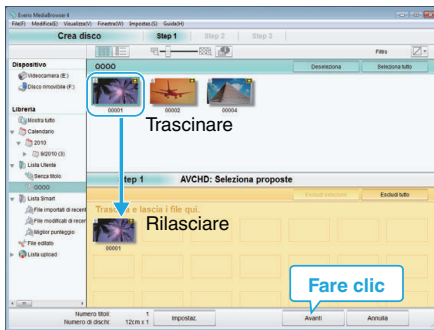 Everio MediaBrowser 4
File(F) Modifica(E) Visualizza(V) Finestra(W) Impostaz.(S) Guida(H)
Crea disco Step 1 Step 2 Step 3
Filtra
Dispositivo
Videocamera (E:)
Disco rimovibile (F:)
Libreria
Mostra tutto
Calendario
2010
9/2010 (3)
Lista Utente
Senza titolo
OOOO
Lista Smart
File importati di recent
File modificati di recer
Miglior punteggio
File editato
Lista upload
OOOO Deseleziona Seleziona tutto
00001 00002 00004
Trascinare
Step 1 AVCHD: Seleziona proposte
Escludi selezione Escludi tutto
Trascina e lascia i file qui.
Rilasciare
00001
Fare clic
Numero titoli: 1
Numero di dischi: 12cm x 1
Impostaz. Avanti Annulla